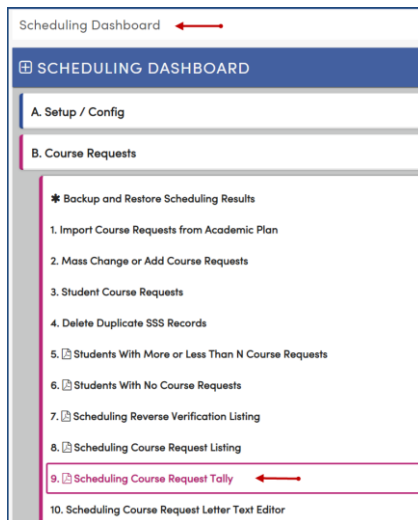 Scheduling Dashboard
SCHEDULING DASHBOARD
A. Setup / Config
B. Course Requests
✱ Backup and Restore Scheduling Results
1. Import Course Requests from Academic Plan
2. Mass Change or Add Course Requests
3. Student Course Requests
4. Delete Duplicate SSS Records
5. Students With More or Less Than N Course Requests
6. Students With No Course Requests
7. Scheduling Reverse Verification Listing
8. Scheduling Course Request Listing
9. Scheduling Course Request Tally
10. Scheduling Course Request Letter Text Editor